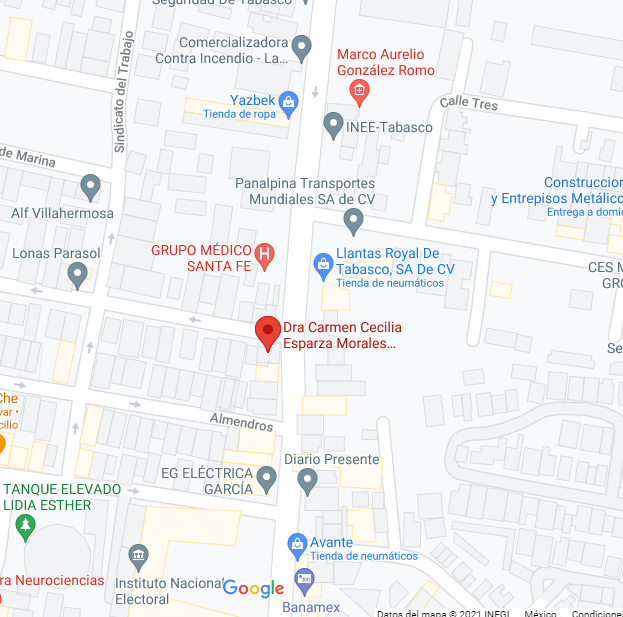 Seguridad De Tabasco
Comercializadora
Contra Incendio - La...
Marco Aurelio
González Romo
Sindicato del Trabajo
Yazbek
Tienda de ropa
Calle Tres
INEE-Tabasco
de Marina
Panalpina Transportes
Mundiales SA de CV
Construccion
y Entrepisos Metálico
Entrega a domi
Alf Villahermosa
GRUPO MÉDICO
SANTA FE
Llantas Royal De
Tabasco, SA De CV
Tienda de neumáticos
Lonas Parasol
CES M
GRO
Dra Carmen Cecilia
Esparza Morales...
Se
Che
var •
cilio
Almendros
Diario Presente
EG ELÉCTRICA
GARCÍA
TANQUE ELEVADO
LIDIA ESTHER
Avante
Tienda de neumáticos
ra Neurociencias
Instituto Nacional
Electoral
Google
Banamex
Datos del mapa © 2021 INEGI
México
Condicione